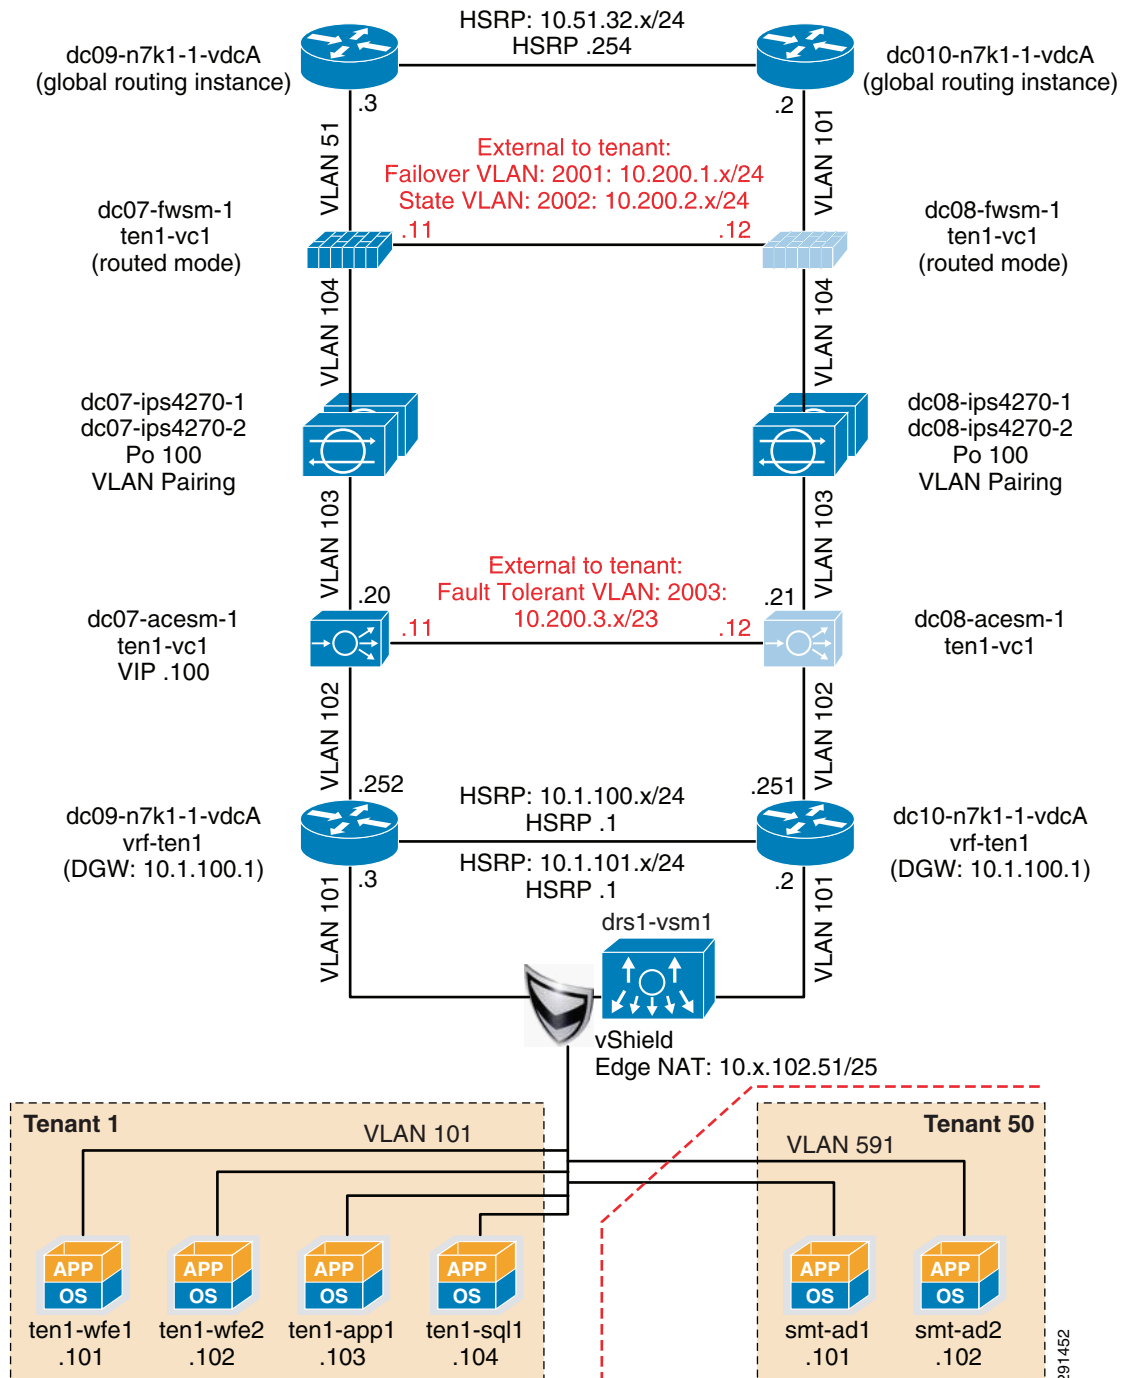 HSRP: 10.51.32.x/24
HSRP .254
dc09-n7k1-1-vdcA
(global routing instance)
dc010-n7k1-1-vdcA
(global routing instance)
.3
.2
VLAN 51
VLAN 101
External to tenant:
Failover VLAN: 2001: 10.200.1.x/24
State VLAN: 2002: 10.200.2.x/24
dc07-fwsm-1
ten1-vc1
(routed mode)
.11
.12
dc08-fwsm-1
ten1-vc1
(routed mode)
VLAN 104
VLAN 104
dc07-ips4270-1
dc07-ips4270-2
Po 100
VLAN Pairing
dc08-ips4270-1
dc08-ips4270-2
Po 100
VLAN Pairing
VLAN 103
VLAN 103
External to tenant:
Fault Tolerant VLAN: 2003:
10.200.3.x/23
.20
.21
dc07-acesm-1
ten1-vc1
VIP .100
.11
.12
dc08-acesm-1
ten1-vc1
VLAN 102
VLAN 102
.252
.251
HSRP: 10.1.100.x/24
HSRP .1
dc09-n7k1-1-vdcA
vrf-ten1
(DGW: 10.1.100.1)
dc10-n7k1-1-vdcA
vrf-ten1
(DGW: 10.1.100.1)
HSRP: 10.1.101.x/24
HSRP .1
.3
.2
VLAN 101
VLAN 101
drs1-vsm1
vShield
Edge NAT: 10.x.102.51/25
Tenant 1
VLAN 101
Tenant 50
VLAN 591
APP
OS
APP
OS
APP
OS
APP
OS
APP
OS
APP
OS
ten1-wfe1
.101
ten1-wfe2
.102
ten1-app1
.103
ten1-sql1
.104
smt-ad1
.101
smt-ad2
.102
291452